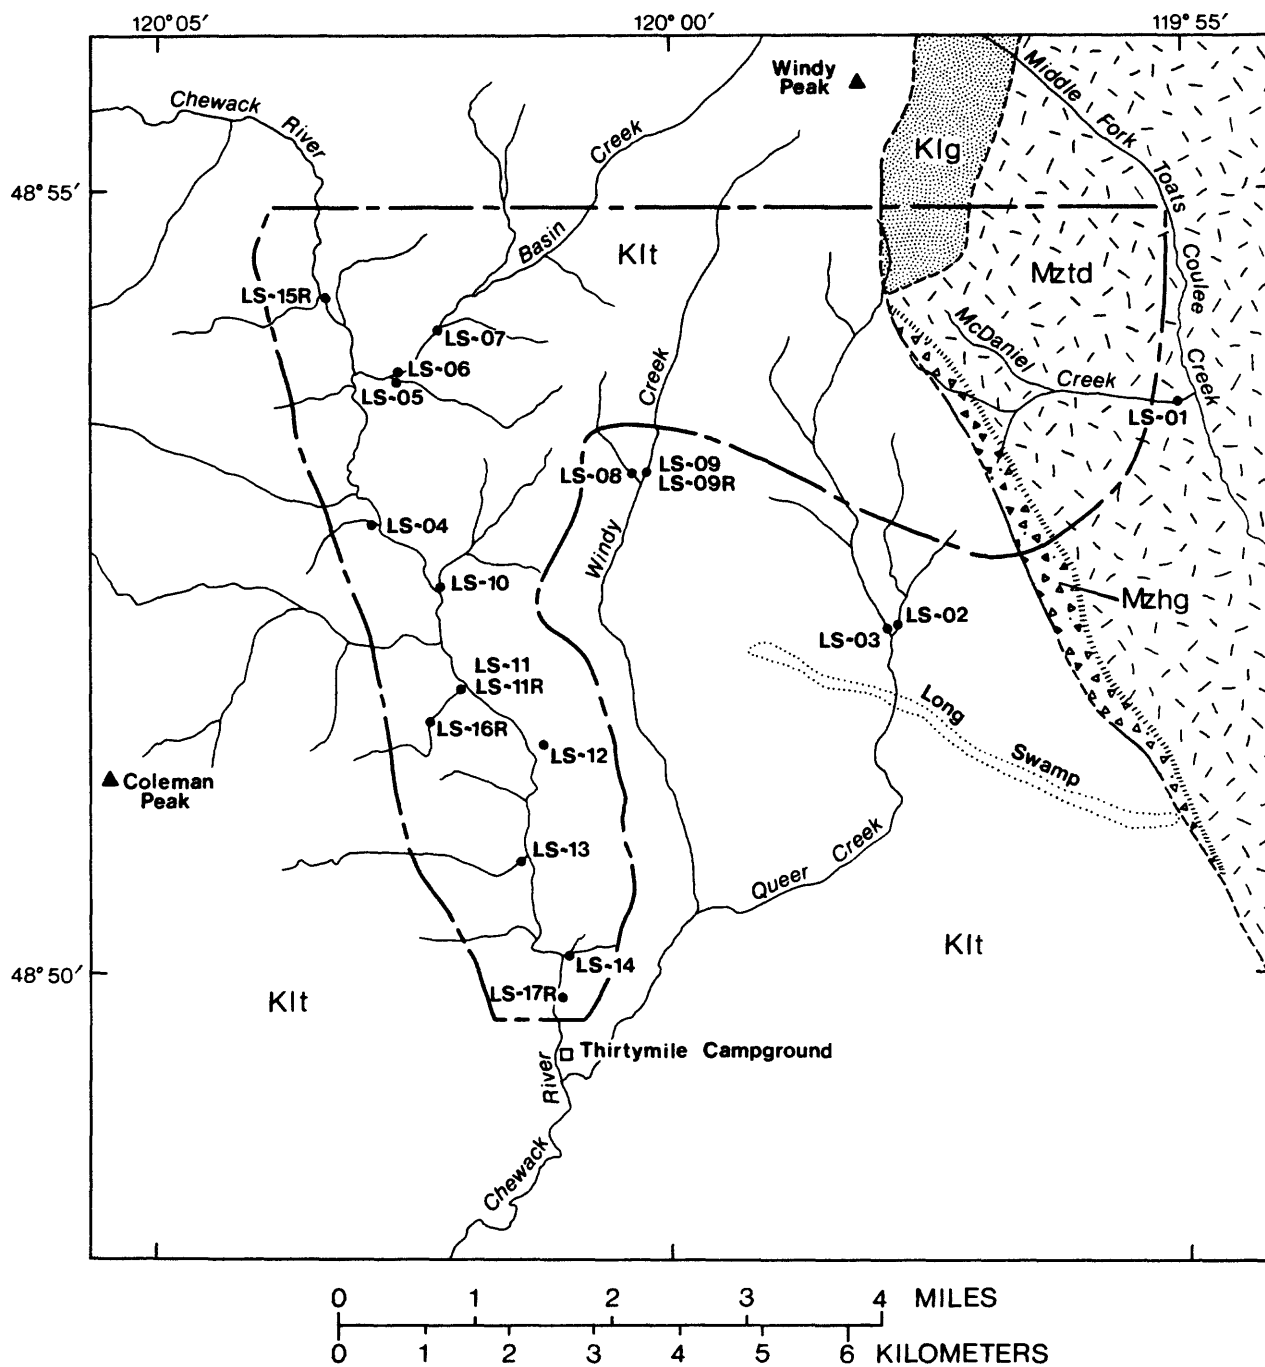 120°05′ 120°00′ 119°55′
Windy
Peak
Middle
Fork
Toats
Coulee
Creek
Chewack
River
Creek
Basin
Klg
48°55′
Klt
Mztd
LS-15R
LS-07
McDaniel
Creek
LS-06
LS-05
LS-01
Creek
LS-08
LS-09
LS-09R
LS-04
Windy
LS-10
Mzhg
LS-02
LS-03
LS-11
LS-11R
LS-16R
Long
Swamp
LS-12
Coleman
Peak
LS-13
Queer Creek
Klt
LS-14
48°50′
LS-17R
Klt
Thirtymile Campground
River
Chewack
0 1 2 3 4 MILES
0 1 2 3 4 5 6 KILOMETERS